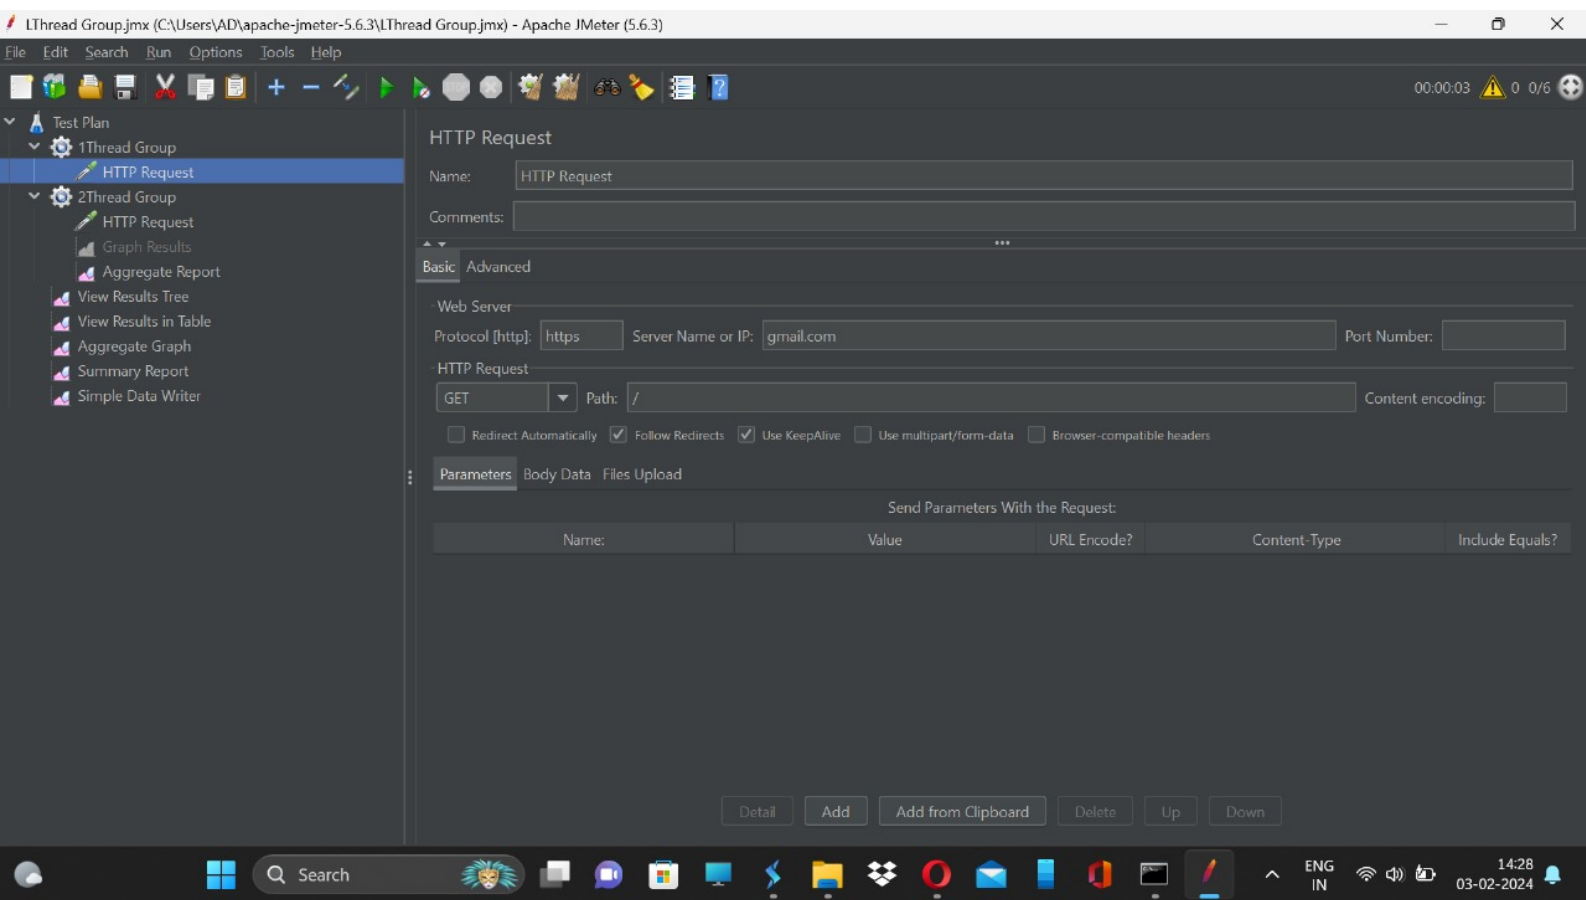 LThread Group.jmx (C:\Users\AD\apache-jmeter-5.6.3\LThread Group.jmx) - Apache JMeter (5.6.3)
File Edit Search Run Options Tools Help
00:00:03 0 0/6
Test Plan
1Thread Group
HTTP Request
2Thread Group
HTTP Request
Graph Results
Aggregate Report
View Results Tree
View Results in Table
Aggregate Graph
Summary Report
Simple Data Writer
HTTP Request
Name: HTTP Request
Comments:
Basic Advanced
Web Server
Protocol [http]: https Server Name or IP: gmail.com Port Number:
HTTP Request
GET Path: / Content encoding:
Redirect Automatically Follow Redirects Use KeepAlive Use multipart/form-data Browser-compatible headers
Parameters Body Data Files Upload
Send Parameters With the Request:
Name: Value URL Encode? Content-Type Include Equals?
Detail Add Add from Clipboard Delete Up Down
Search
ENG
IN
14:28
03-02-2024